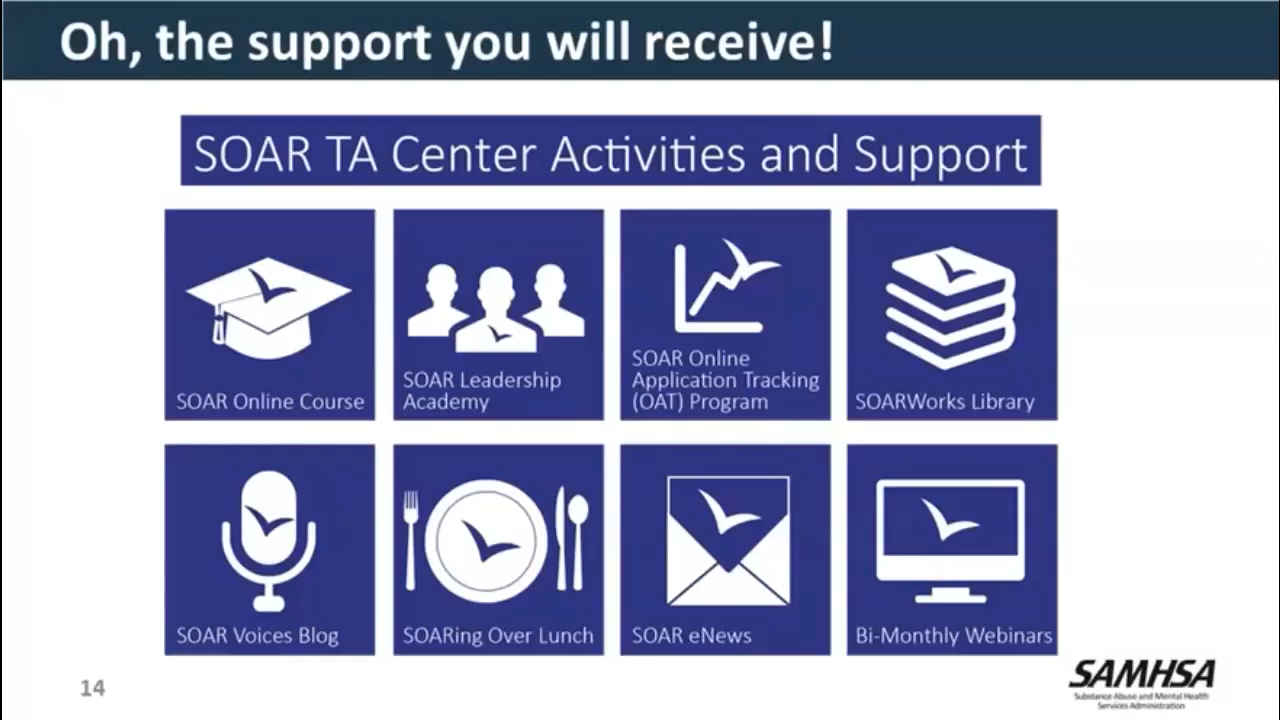 Oh, the support you will receive!
SOAR TA Center Activities and Support
SOAR Online Course
SOAR Leadership
Academy
SOAR Online
Application Tracking
(OAT) Program
SOARWorks Library
SOAR Voices Blog
SOARing Over Lunch
SOAR eNews
Bi-Monthly Webinars
14
SAMHSA
Substance Abuse and Mental Health
Services Administration